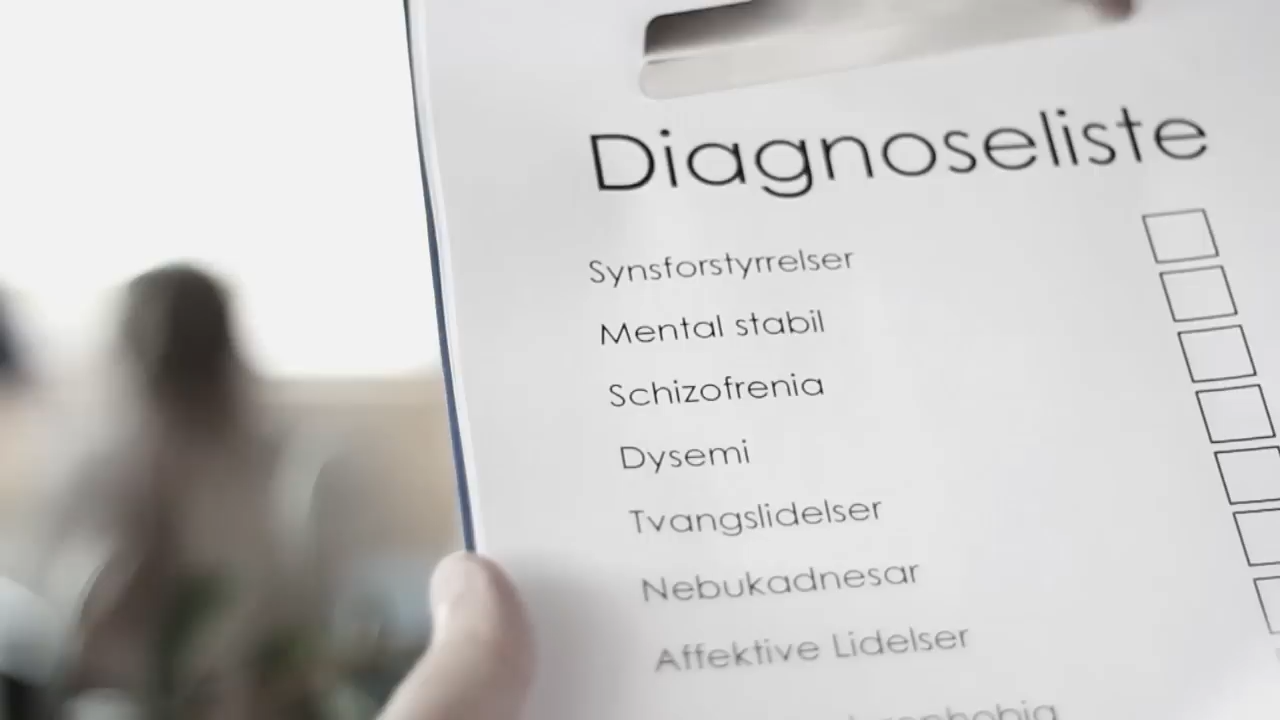 Diagnoseliste
Synsforstyrrelser
Mental stabil
Schizofrenia
Dysemi
Tvangslidelser
Nebukadnesar
Affektive Lidelser